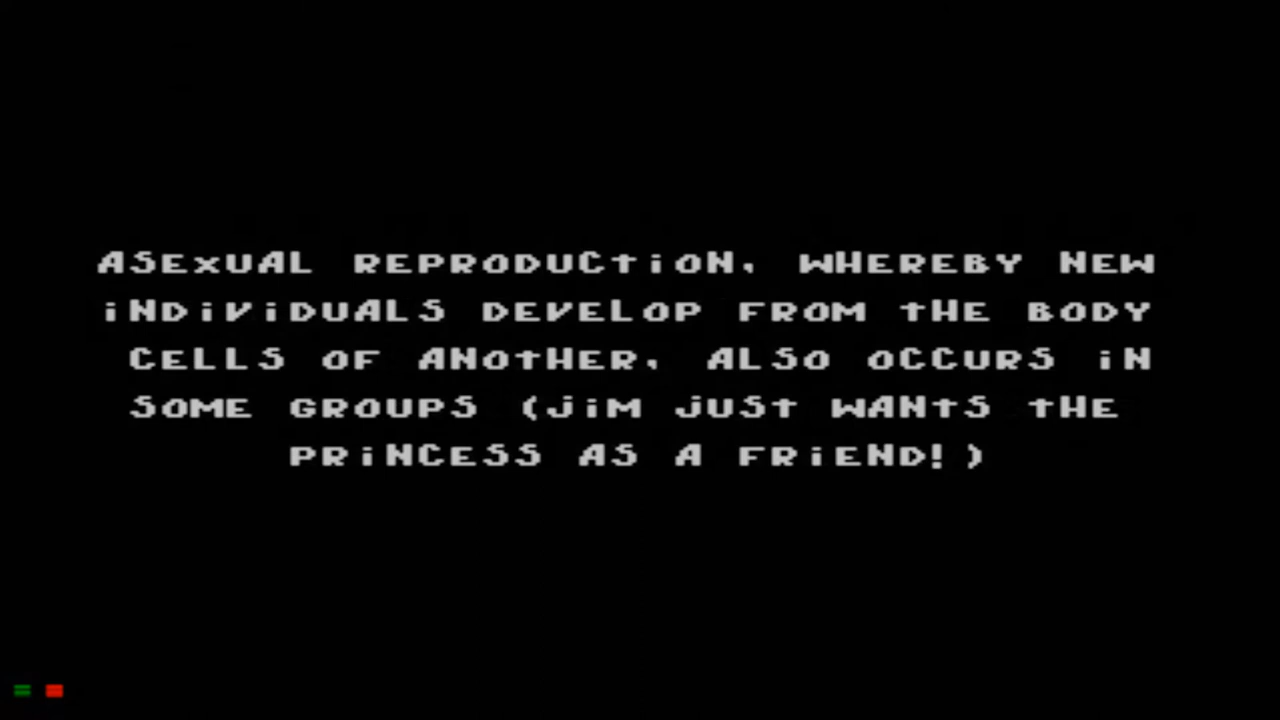 ASEXUAL REPRODUCTION, WHEREBY NEW
INDIVIDUALS DEVELOP FROM THE BODY
CELLS OF ANOTHER, ALSO OCCURS IN
SOME GROUPS (JIM JUST WANTS THE
PRINCESS AS A FRIEND!)